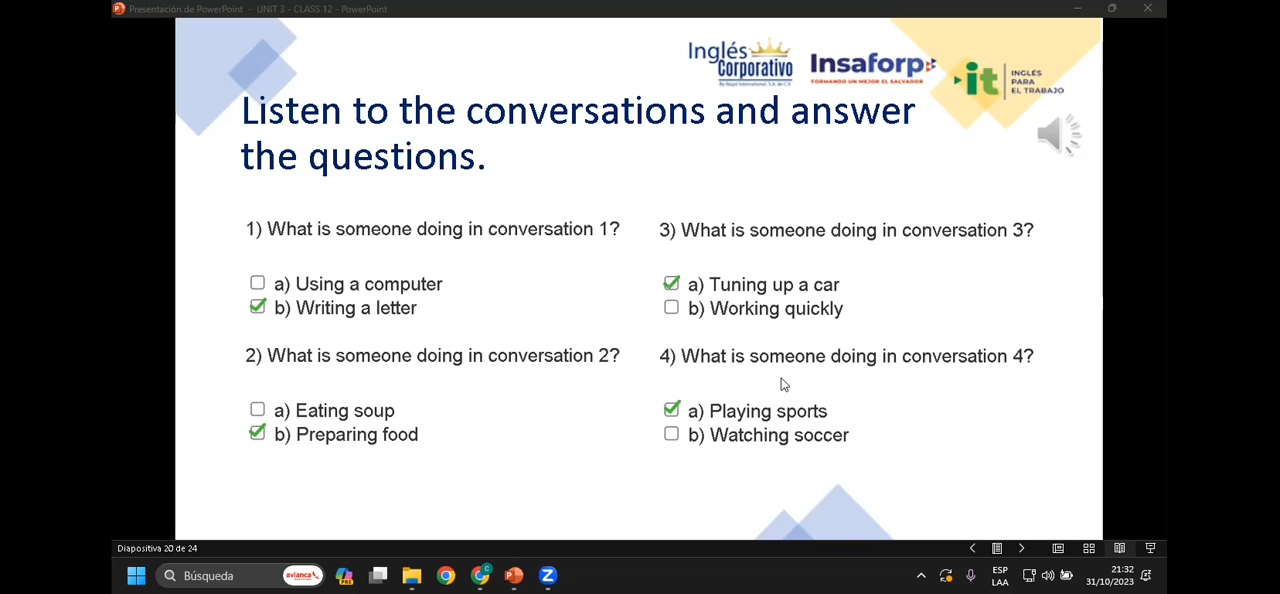 Presentación de PowerPoint - UNIT 3 - CLASS 12 - PowerPoint
Inglés
Corporativo
Insaforp
FORMANDO UN MEJOR EL SALVADOR
it
INGLÉS
PARA
EL TRABAJO
Listen to the conversations and answer
the questions.
1) What is someone doing in conversation 1?
a) Using a computer
b) Writing a letter
2) What is someone doing in conversation 2?
a) Eating soup
b) Preparing food
3) What is someone doing in conversation 3?
a) Tuning up a car
b) Working quickly
4) What is someone doing in conversation 4?
a) Playing sports
b) Watching soccer
Diapositiva 20 de 24
Búsqueda
avianca
PRE
ESP
LAA
21:32
31/10/2023